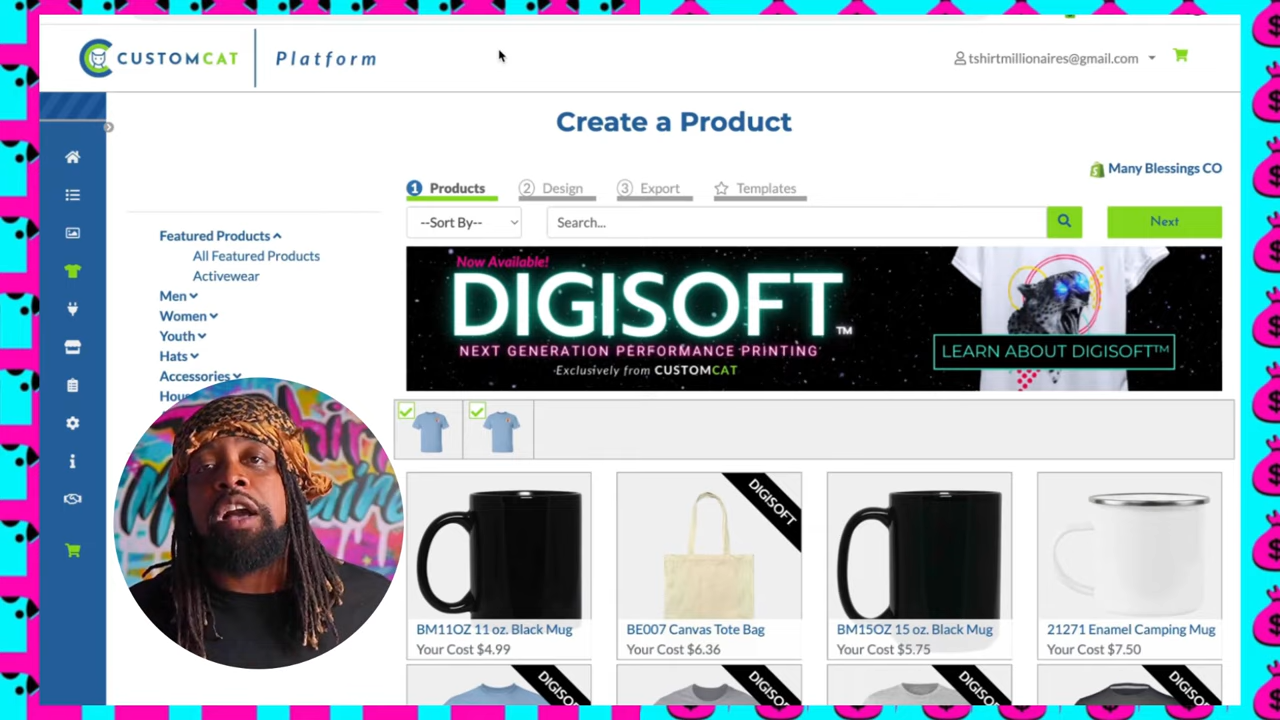 CUSTOMCAT
Platform
tshirtmillionaires@gmail.com
Create a Product
Many Blessings CO
1 Products
2 Design
3 Export
Templates
--Sort By--
Search...
Next
Featured Products
All Featured Products
Activewear
Men
Women
Youth
Hats
Accessories
Now Available!
DIGISOFT™
NEXT GENERATION PERFORMANCE PRINTING
Exclusively from CUSTOMCAT
LEARN ABOUT DIGISOFT™
DIGISOFT
BM11OZ 11 oz. Black Mug
Your Cost $4.99
BE007 Canvas Tote Bag
Your Cost $6.36
BM15OZ 15 oz. Black Mug
Your Cost $5.75
21271 Enamel Camping Mug
Your Cost $7.50